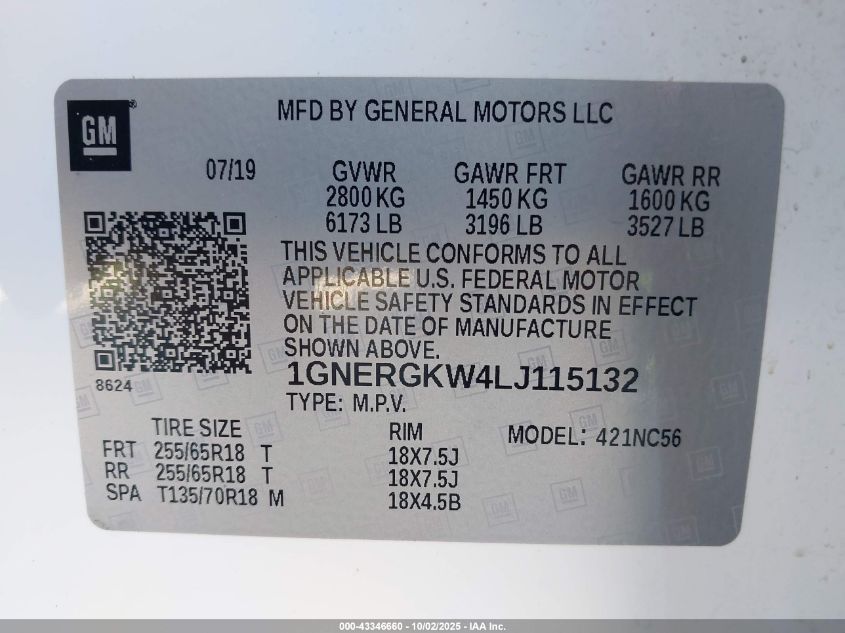 GM®
MFD BY GENERAL MOTORS LLC
07/19 GVWR GAWR FRT GAWR RR
2800 KG 1450 KG 1600 KG
6173 LB 3196 LB 3527 LB
THIS VEHICLE CONFORMS TO ALL
APPLICABLE U.S. FEDERAL MOTOR
VEHICLE SAFETY STANDARDS IN EFFECT
ON THE DATE OF MANUFACTURE
SHOWN ABOVE.
8624
1GNERGKW4LJ115132
TYPE: M.P.V.
TIRE SIZE RIM MODEL: 421NC56
FRT 255/65R18 T 18X7.5J
RR 255/65R18 T 18X7.5J
SPA T135/70R18 M 18X4.5B
000-43346660 - 10/02/2025 - IAA Inc.